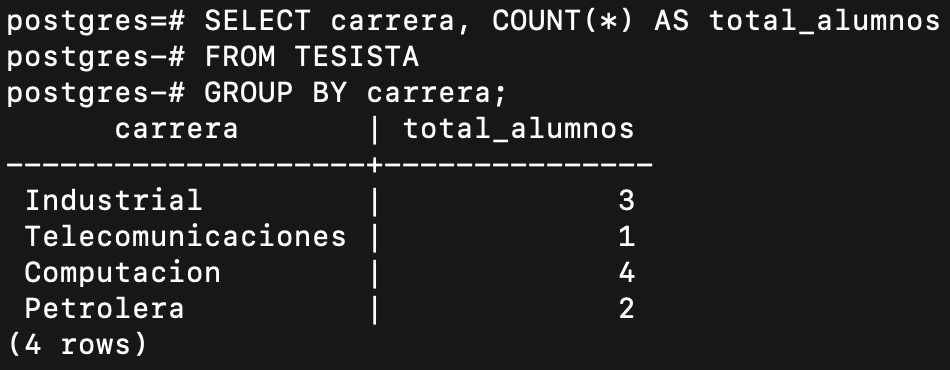 postgres=# SELECT carrera, COUNT(*) AS total_alumnos
postgres-# FROM TESISTA
postgres-# GROUP BY carrera;
      carrera       | total_alumnos
--------------------+---------------
 Industrial         |             3
 Telecomunicaciones |             1
 Computacion        |             4
 Petrolera          |             2
(4 rows)